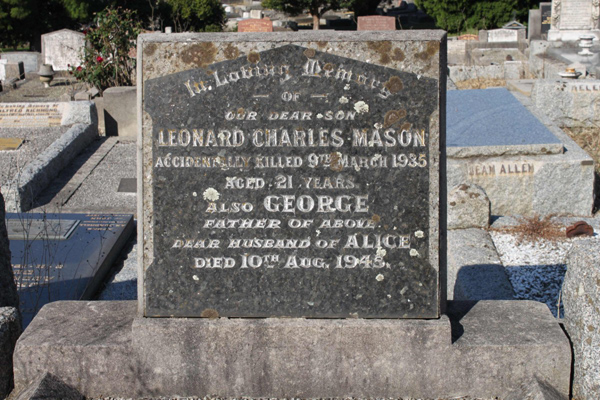 In Loving Memory
— OF —
OUR DEAR SON
LEONARD CHARLES MASON
ACCIDENTALLY KILLED 9TH MARCH 1935
AGED 21 YEARS.
ALSO GEORGE
FATHER OF ABOVE,
DEAR HUSBAND OF ALICE
DIED 10TH AUG. 1945.
JEAN ALLEN
ALLEN